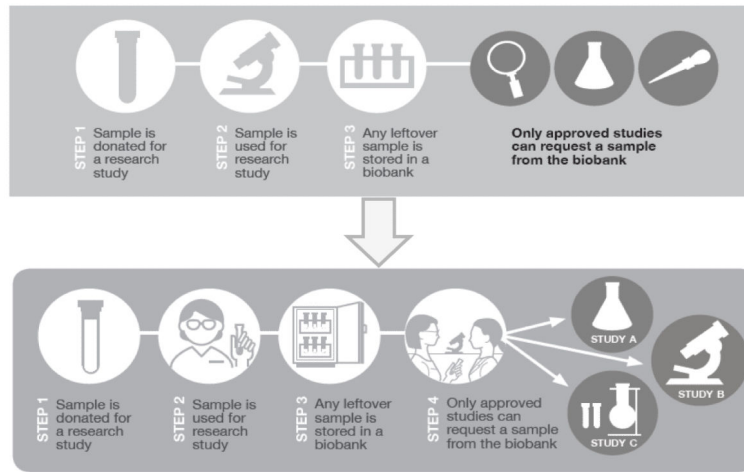 STEP 1
Sample is
donated for
a research
study
STEP 2
Sample is
used for
research
study
STEP 3
Any leftover
sample is
stored in a
biobank
Only approved studies
can request a sample
from the biobank
STEP 1
Sample is
donated for
a research
study
STEP 2
Sample is
used for
research
study
STEP 3
Any leftover
sample is
stored in a
biobank
STEP 4
Only approved
studies can
request a sample
from the biobank
STUDY A
STUDY B
STUDY C